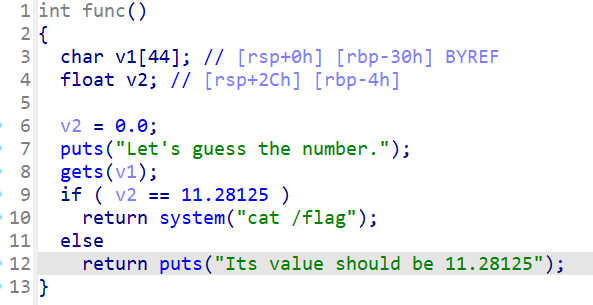 1 int func()
2 {
3   char v1[44]; // [rsp+0h] [rbp-30h] BYREF
4   float v2; // [rsp+2Ch] [rbp-4h]
5
6   v2 = 0.0;
7   puts("Let's guess the number.");
8   gets(v1);
9   if ( v2 == 11.28125 )
10     return system("cat /flag");
11   else
12     return puts("Its value should be 11.28125");
13 }